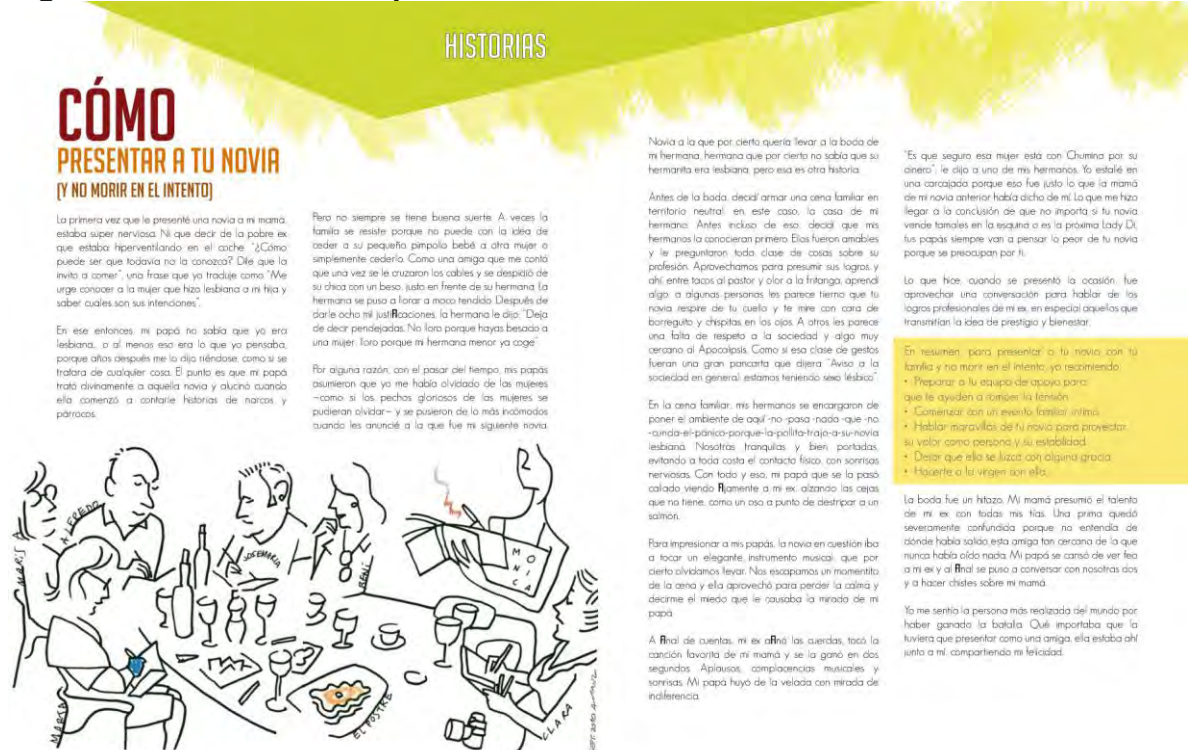 HISTORIAS
CÓMO
PRESENTAR A TU NOVIA
(Y NO MORIR EN EL INTENTO)
La primera vez que le presenté una novia a mi mamá,
estaba súper nerviosa. Ni que decir de la pobre ex
que estaba hiperventilando en el coche. "¿Cómo
puede ser que todavía no la conozca? Dile que la
invito a comer", una frase que yo traduje como "Me
urge conocer a la mujer que hizo lesbiana a mi hija y
saber cuáles son sus intenciones".
En ese entonces, mi papá no sabía que yo era
lesbiana... o al menos eso era lo que yo pensaba,
porque años después me lo dijo riéndose, como si se
tratara de cualquier cosa. El punto es que mi papá
trató divinamente a aquella novia y alucinó cuando
ella comenzó a contarle historias de narcos y
párrocos.
Pero no siempre se tiene buena suerte. A veces la
familia se resiste porque no puede con la idea de
ceder a su pequeño pimpollo bebé a otra mujer o
simplemente cederlo. Como una amiga que me contó
que una vez se le cruzaron los cables y se despidió de
su chica con un beso, justo en frente de su hermana. La
hermana se puso a llorar a moco tendido. Después de
darle ocho mil justificaciones, la hermana le dijo: "Deja
de decir pendejadas. No lloro porque hayas besado a
una mujer, lloro porque mi hermana menor ya coge"
Por alguna razón, con el pasar del tiempo, mis papás
asumieron que ya me había olvidado de las mujeres
–como si los pechos gloriosos de las mujeres se
pudieran olvidar– y se pusieron de lo más incómodos
cuando les anuncié a la que fue mi siguiente novia.
Novia a la que por cierto quería llevar a la boda de
mi hermana, hermana que por cierto no sabía que su
hermanita era lesbiana, pero esa es otra historia.
Antes de la boda, decidí armar una cena familiar en
territorio neutral, en este caso, la casa de mi
hermana. Antes incluso de eso, decidí que mis
hermanos la conocieran primero. Ellos fueron amables
y le preguntaron toda clase de cosas sobre su
profesión. Aprovechamos para presumir sus logros y
ahí, entre tacos al pastor y olor a la fritanga, aprendí
algo: a algunas personas les parece tierno que tu
novia respire de tu cuello y te mire con cara de
borreguito y chispitas en los ojos. A otros les parece
una falta de respeto a la sociedad y algo muy
cercano al Apocalipsis. Como si esa clase de gestos
fueran una gran pancarta que dijera "Aviso a la
sociedad en general: estamos teniendo sexo lésbico"
En la cena familiar, mis hermanos se encargaron de
poner el ambiente de aquí -no -pasa -nada -que -no
-cunda-el-pánico-porque-la-pollita-trajo-a-su-novia
lesbiana. Nosotras tranquilas y bien portadas,
evitando a toda costa el contacto físico, con sonrisas
nerviosas. Con todo y eso, mi papá que se la pasó
callado viendo fijamente a mi ex, alzando las cejas
que no tiene, como un oso a punto de destripar a un
salmón.
Para impresionar a mis papás, la novia en cuestión iba
a tocar un elegante instrumento musical, que por
cierto olvidamos llevar. Nos escapamos un momentito
de la cena y ella aprovechó para perder la calma y
decirme el miedo que le causaba la mirada de mi
papá.
A final de cuentas, mi ex afinó las cuerdas, tocó la
canción favorita de mi mamá y se la ganó en dos
segundos. Aplausos, complacencias musicales y
sonrisas. Mi papá huyó de la velada con mirada de
indiferencia.
"Es que seguro esa mujer está con Chumina por su
dinero", le dijo a uno de mis hermanos. Yo estallé en
una carcajada porque eso fue justo lo que la mamá
de mi novia anterior había dicho de mí. Lo que me hizo
llegar a la conclusión de que no importa si tu novia
vende tamales en la esquina o es la próxima Lady Di,
tus papás siempre van a pensar lo peor de tu novia
porque se preocupan por ti.
Lo que hice, cuando se presentó la ocasión, fue
aprovechar una conversación para hablar de los
logros profesionales de mi ex, en especial aquellas que
transmitían la idea de prestigio y bienestar.
En resumen, para presentar a tu novia con tu
familia y no morir en el intento, yo recomiendo:
• Preparar a tu equipo de apoyo para
que te ayuden a romper la tensión.
• Comenzar con un evento familiar íntimo.
• Hablar maravillas de tu novia para proyectar
su valor como persona y su estabilidad.
• Dejar que ella se luzca con alguna gracia.
• Hacerte a la virgen con ella.
La boda fue un hitazo. Mi mamá presumió el talento
de mi ex con todas mis tías. Una prima quedó
severamente confundida porque no entendía de
dónde había salido esta amiga tan cercana de la que
nunca había oído nada. Mi papá se cansó de ver feo
a mi ex y al final se puso a conversar con nosotras dos
y a hacer chistes sobre mi mamá.
Yo me sentía la persona más realizada del mundo por
haber ganado la batalla. Qué importaba que la
tuviera que presentar como una amiga, ella estaba ahí
junto a mí, compartiendo mi felicidad.
ALFREDO
JOSEMARÍA
MONICA
MARTA
EL POSTRE
CLARA